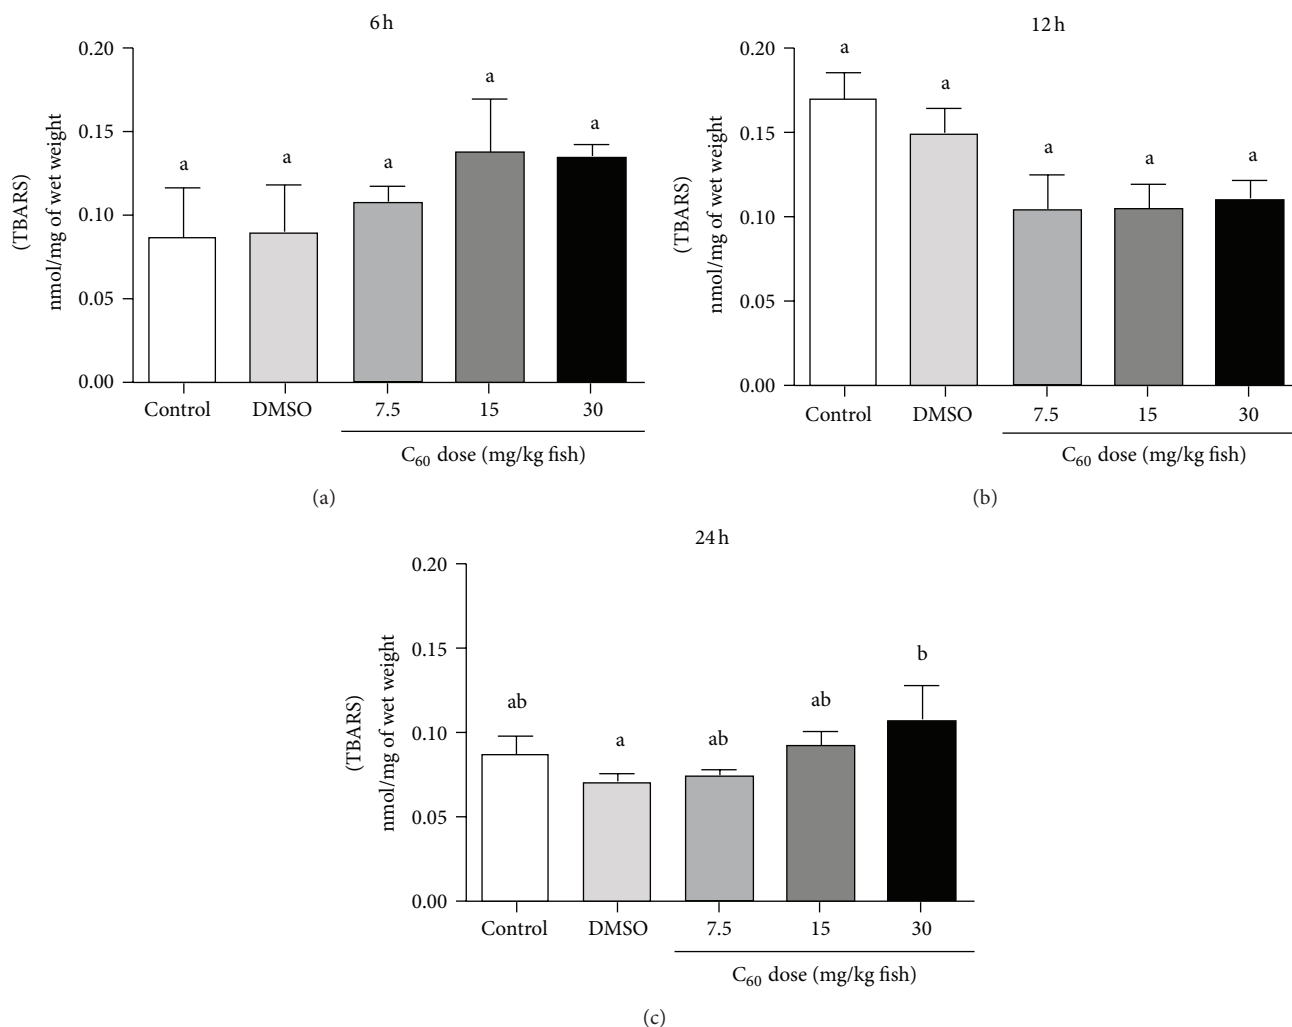 6 h
(TBARS)
nmol/mg of wet weight
0.20
0.15
0.10
0.05
0.00
a
a
a
a
a
Control DMSO 7.5 15 30
C60 dose (mg/kg fish)
(a)
12 h
(TBARS)
nmol/mg of wet weight
0.20
0.15
0.10
0.05
0.00
a
a
a
a
a
Control DMSO 7.5 15 30
C60 dose (mg/kg fish)
(b)
24 h
(TBARS)
nmol/mg of wet weight
0.20
0.15
0.10
0.05
0.00
ab
a
ab
ab
b
Control DMSO 7.5 15 30
C60 dose (mg/kg fish)
(c)